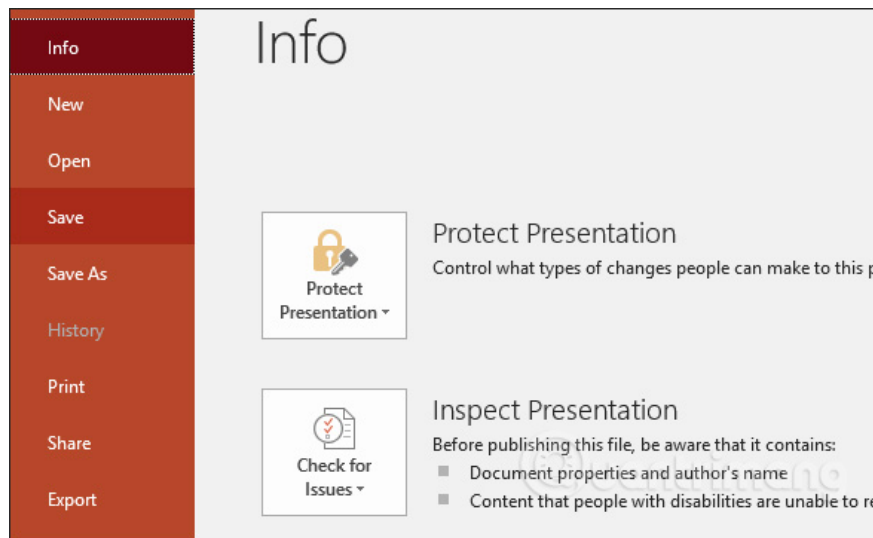 Info
New
Open
Save
Save As
History
Print
Share
Export
Info
Protect
Presentation
Protect Presentation
Control what types of changes people can make to this p
Check for
Issues
Inspect Presentation
Before publishing this file, be aware that it contains:
Document properties and author's name
Content that people with disabilities are unable to re